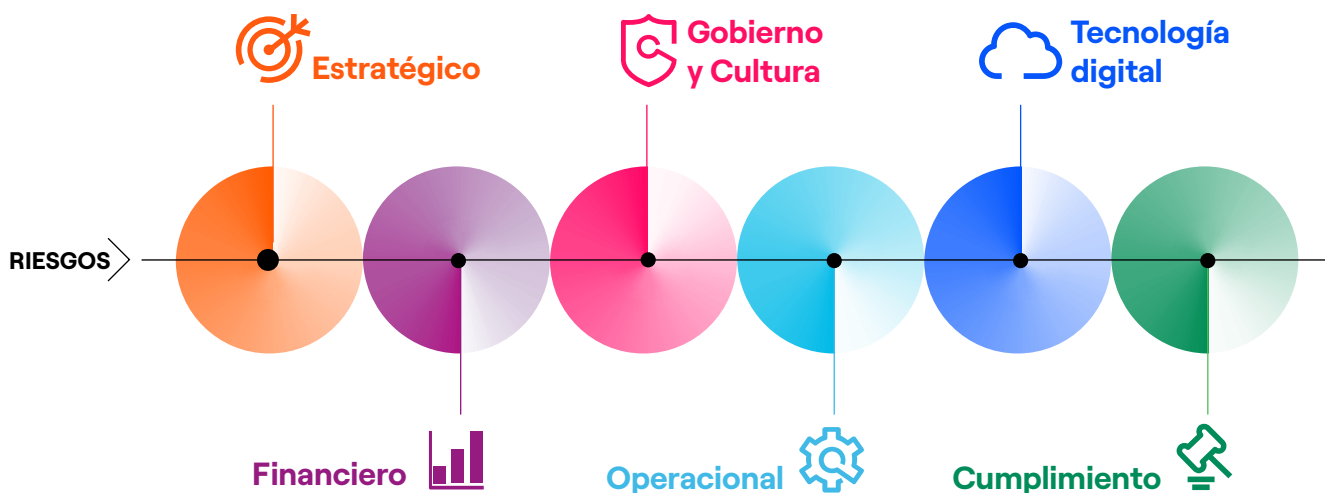 Estratégico
Gobierno
y Cultura
Tecnología
digital
RIESGOS
Financiero
Operacional
Cumplimiento